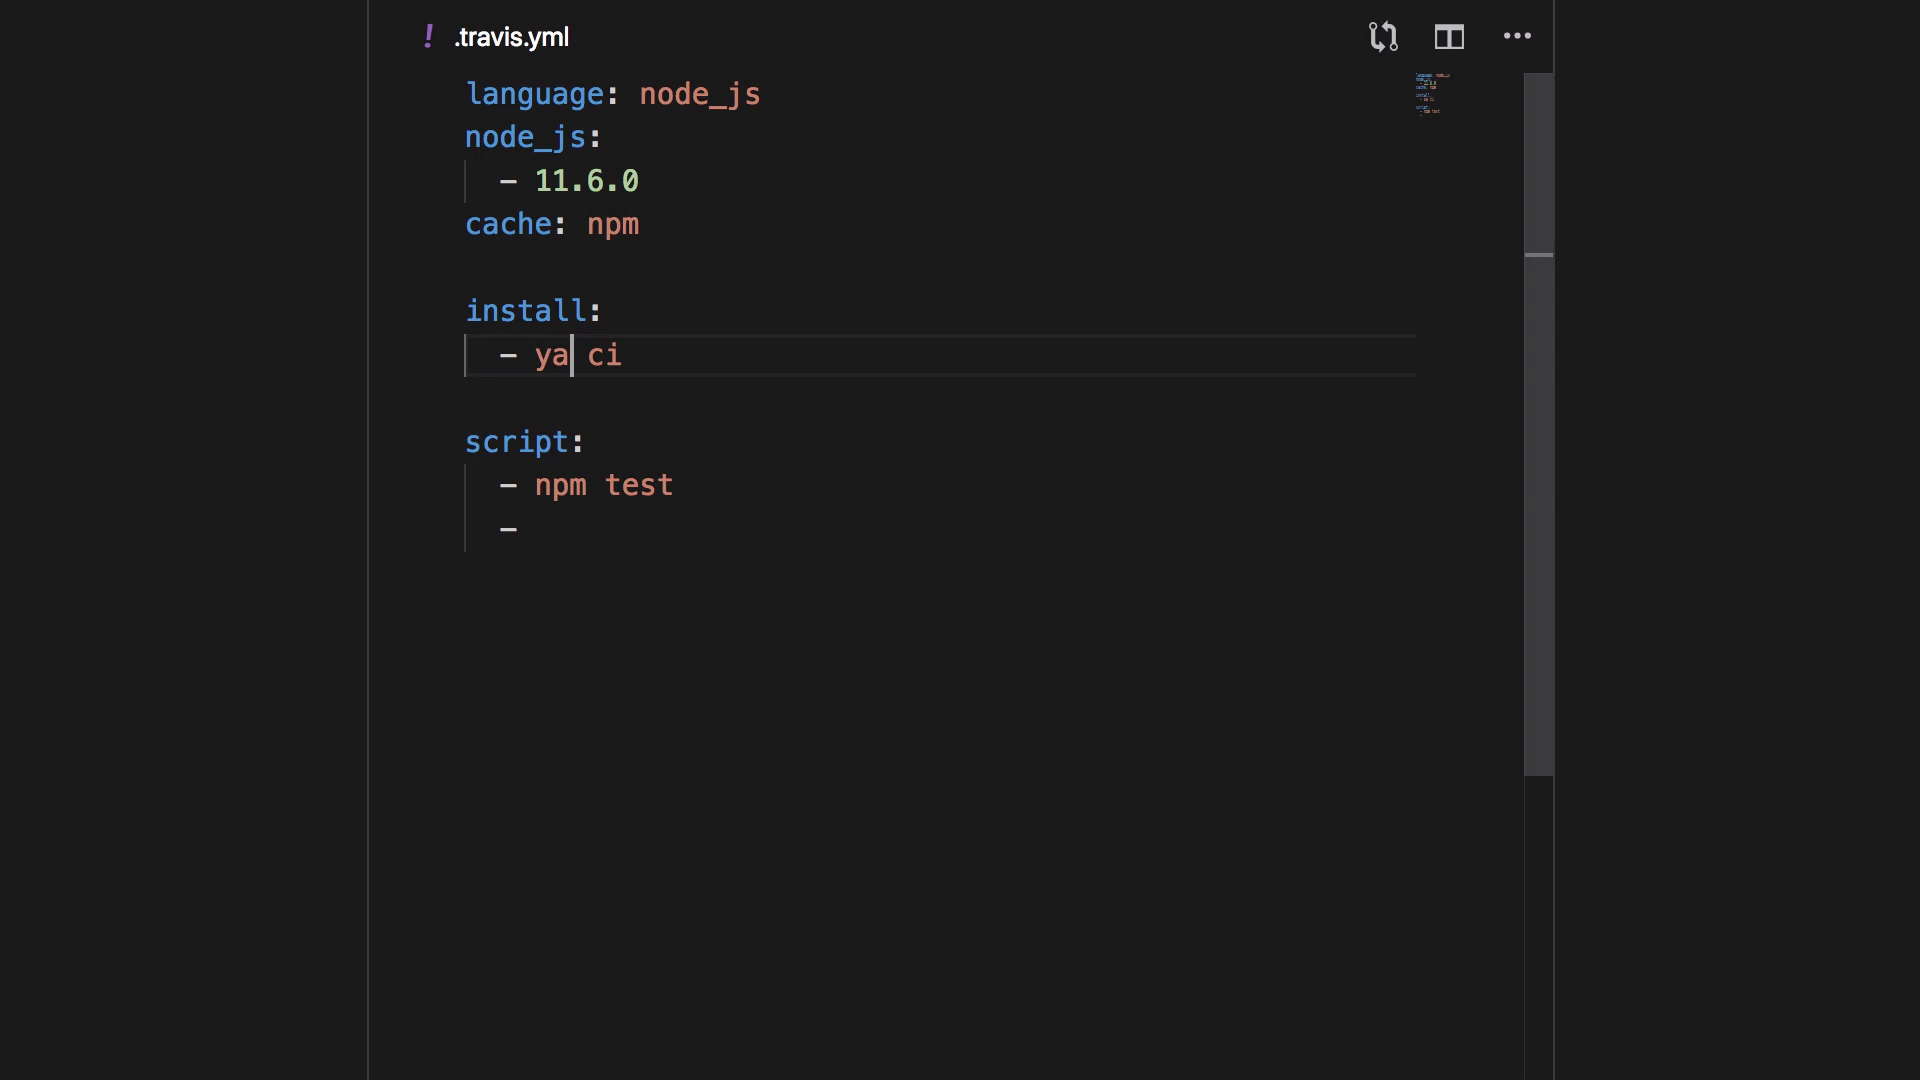 ! .travis.yml
language: node_js
node_js:
  - 11.6.0
cache: npm
install:
  - ya ci
script:
  - npm test
  -